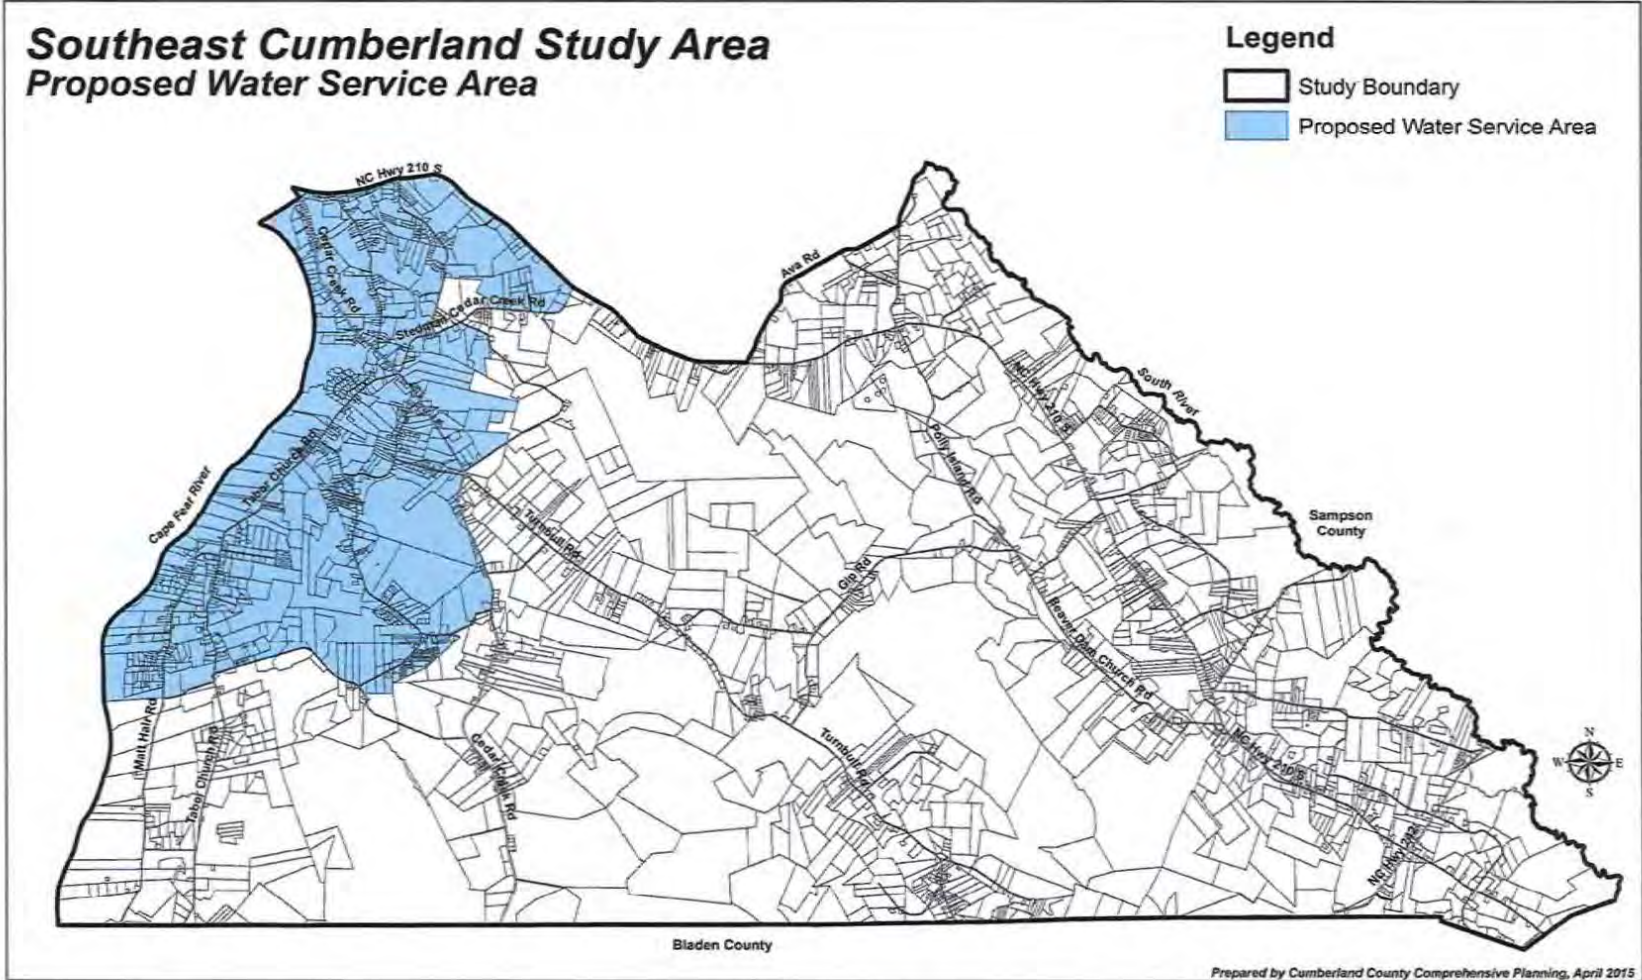 Southeast Cumberland Study Area
Proposed Water Service Area
Legend
Study Boundary
Proposed Water Service Area
NC Hwy 210 S
Cedar Creek Rd
Stedman Cedar Creek Rd
Ava Rd
South River
NC Hwy 210 S
Polly Island Rd
Tabor Church Rd
Cape Fear River
Turnbull Rd
Sampson
County
Gip Rd
Beaver Dam Church Rd
Matt Hair Rd
Tabor Church Rd
Cedar Creek Rd
Turnbull Rd
NC Hwy 210 S
N
W
E
S
NC Hwy 242
Bladen County
Prepared by Cumberland County Comprehensive Planning, April 2015